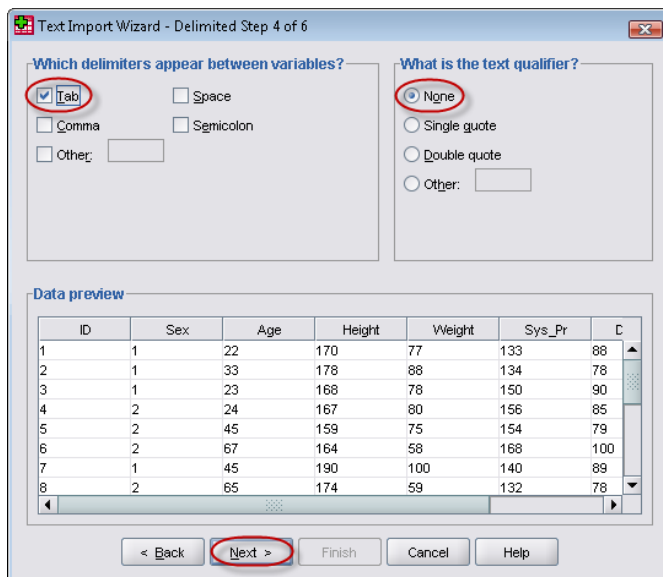 Text Import Wizard - Delimited Step 4 of 6
Which delimiters appear between variables?
Tab
Space
Comma
Semicolon
Other:
What is the text qualifier?
None
Single quote
Double quote
Other:
Data preview
ID Sex Age Height Weight Sys_Pr D
1 1 22 170 77 133 88
2 1 33 178 88 134 78
3 1 23 168 78 150 90
4 2 24 167 80 156 85
5 2 45 159 75 154 79
6 2 67 164 58 168 100
7 1 45 190 100 140 89
8 2 65 174 59 132 78
< Back Next > Finish Cancel Help